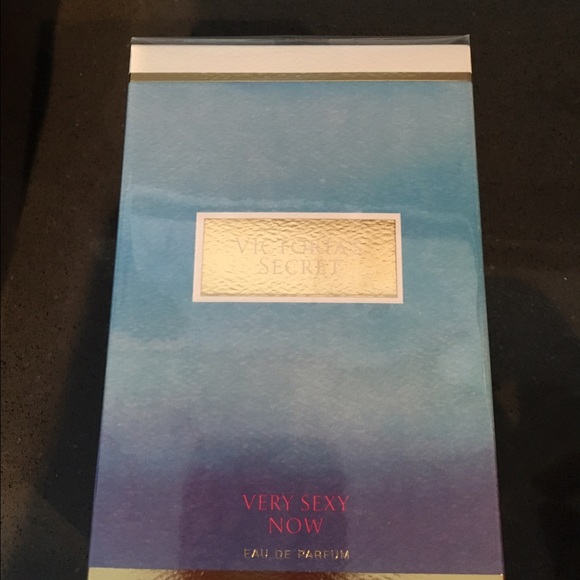 VICTORIA'S
SECRET
VERY SEXY
NOW
EAU DE PARFUM